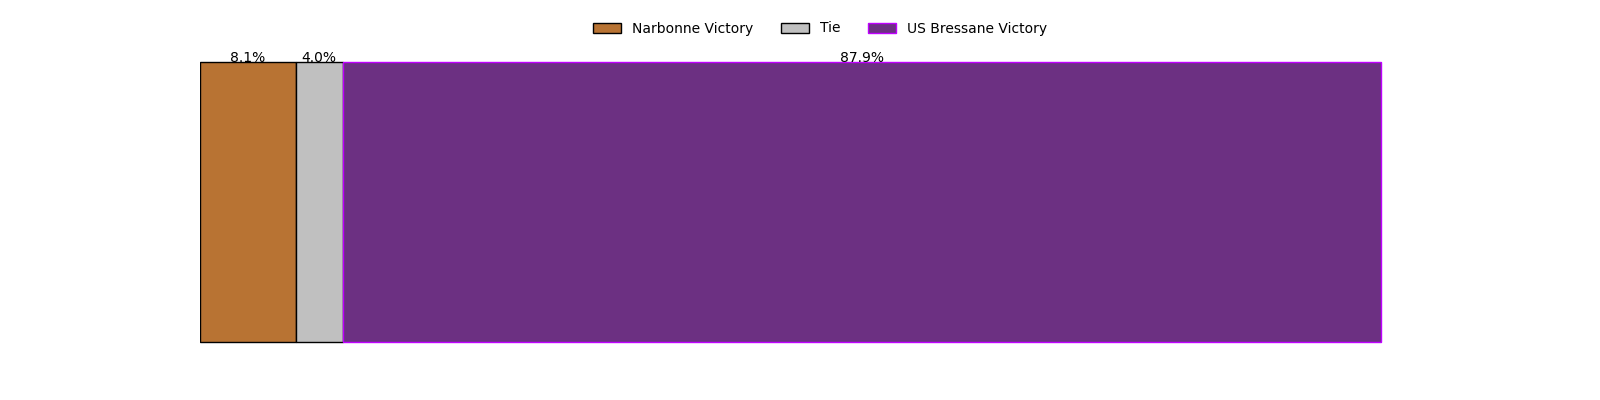 Narbonne Victory Tie US Bressane Victory
8.1% 4.0% 87.9%